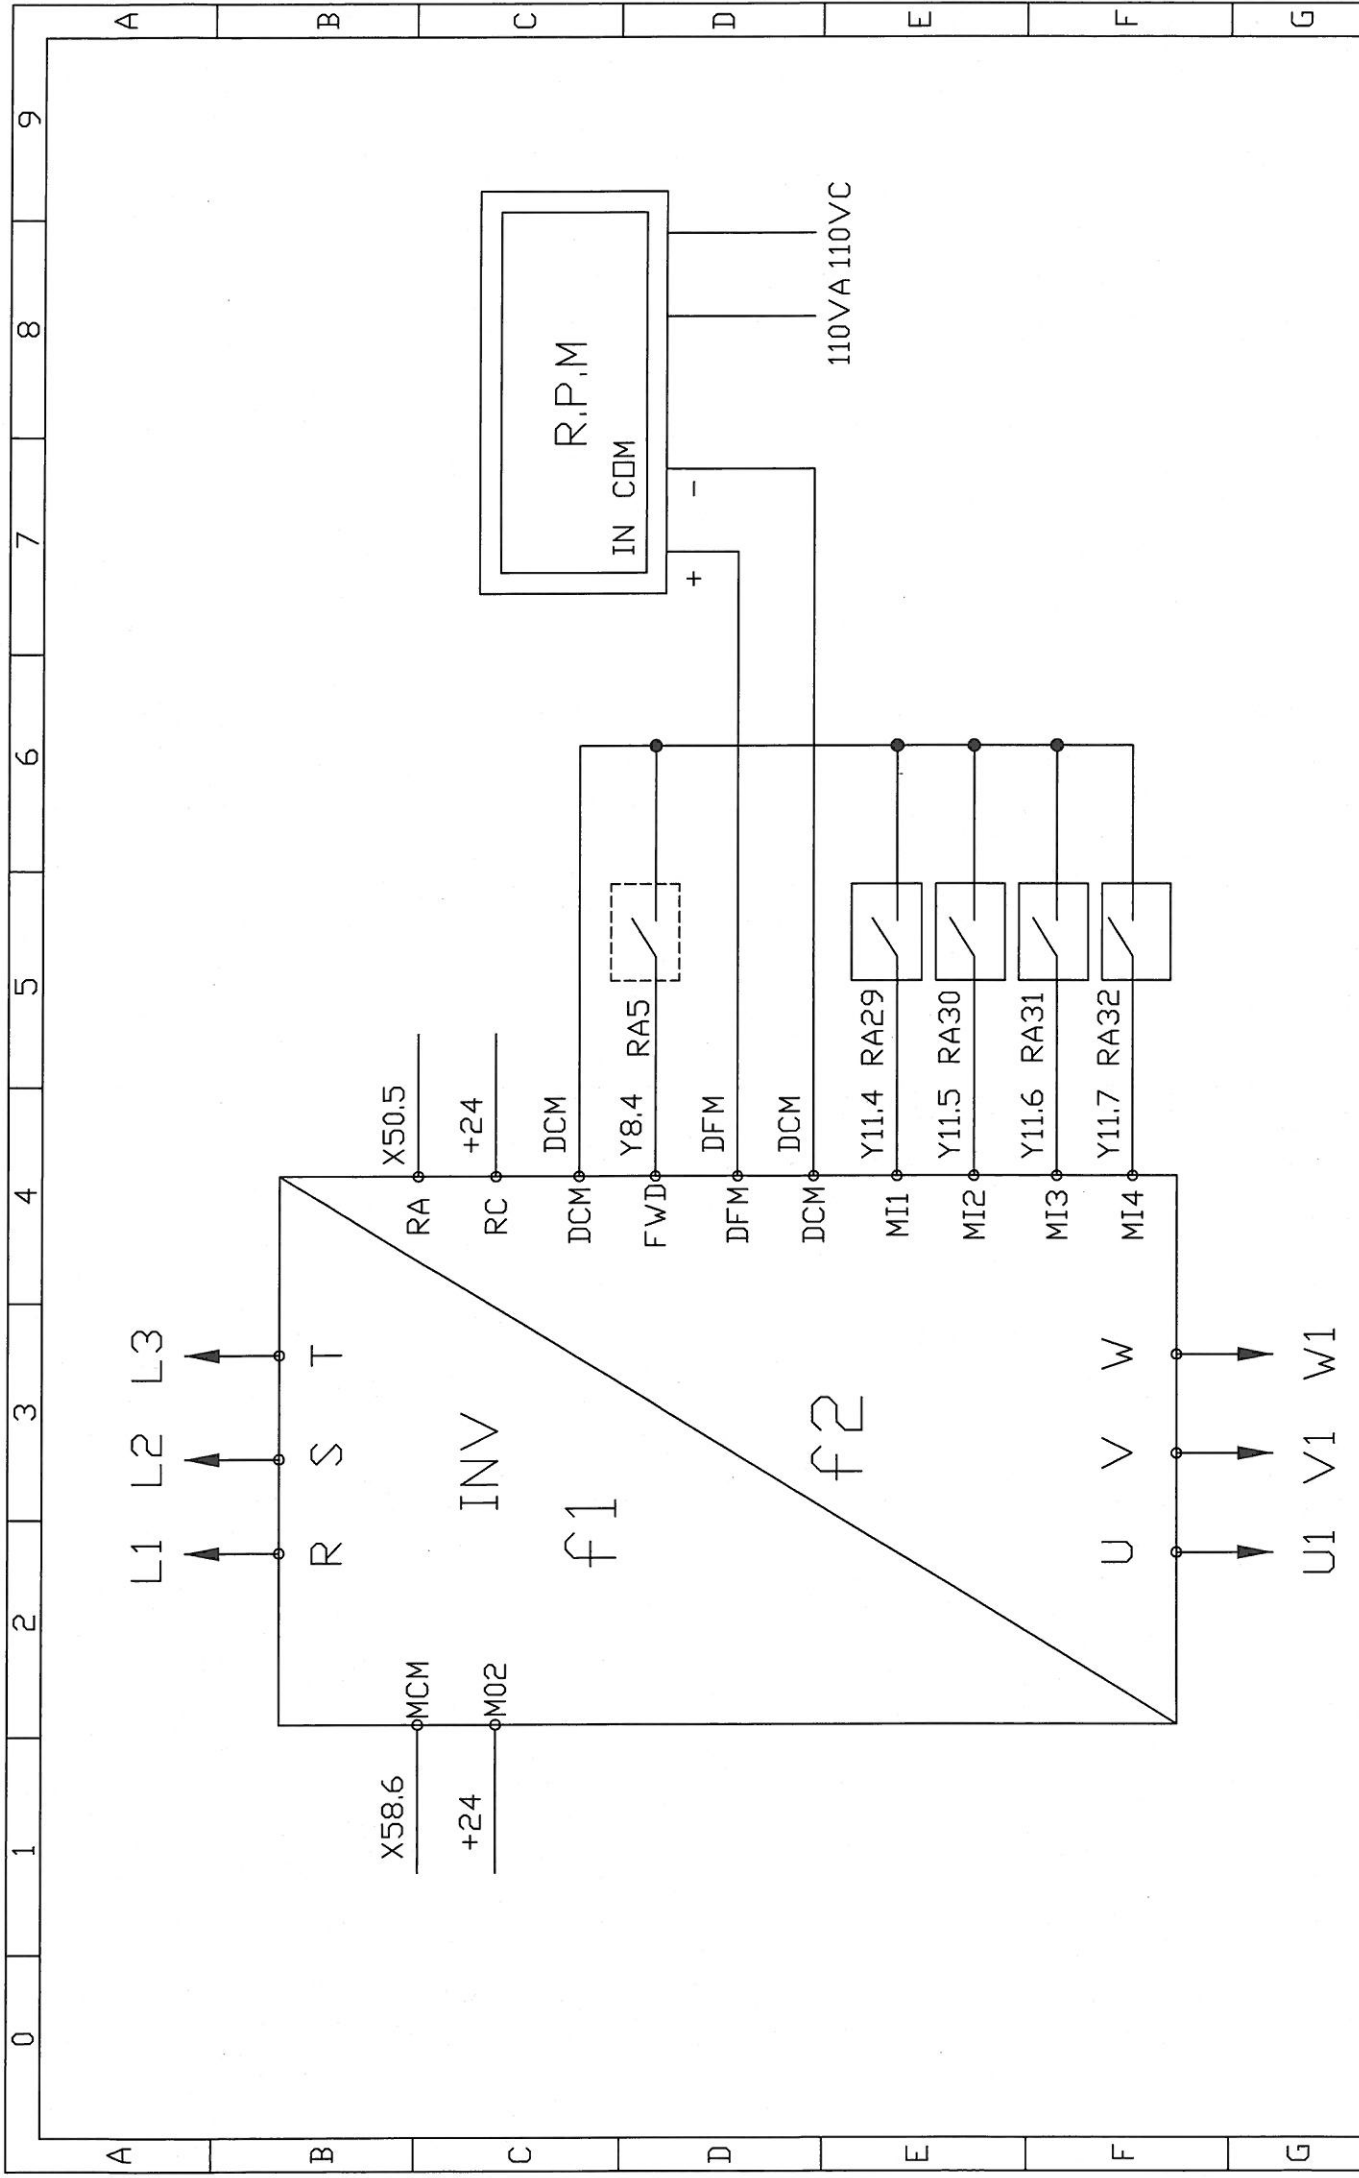 0 1 2 3 4 5 6 7 8 9
A A
L1 L2 L3
B B
R S T
X58.6 MCM RA X50.5
+24 MO2 INV RC +24
C C
f1 DCM DCM
R.P.M
IN COM
FWD Y8.4 RA5
+ -
D D
DFM DFM
DCM DCM
110VA 110VC
f2
MI1 Y11.4 RA29
E E
MI2 Y11.5 RA30
MI3 Y11.6 RA31
U V W
MI4 Y11.7 RA32
F F
U1 V1 W1
G G